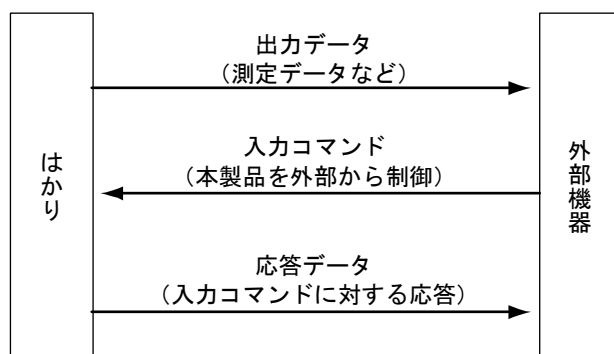 はかり
出力データ
（測定データなど）
入力コマンド
（本製品を外部から制御）
応答データ
（入力コマンドに対する応答）
外部機器